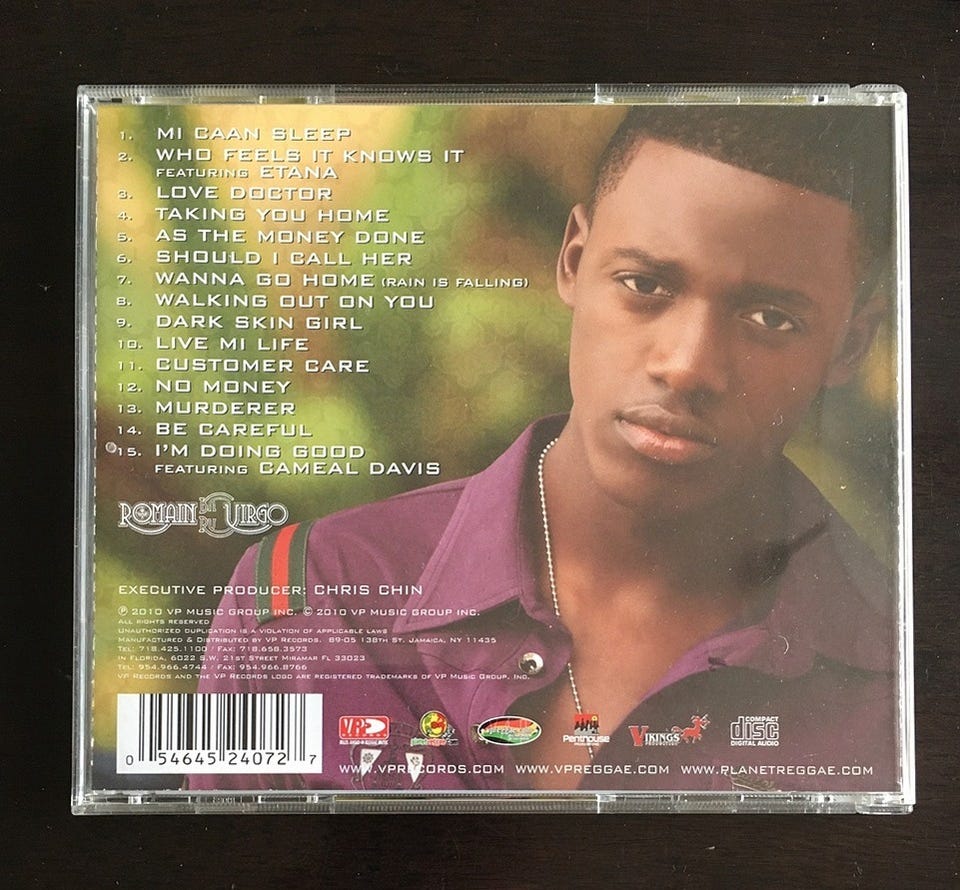 1. MI CAAN SLEEP
2. WHO FEELS IT KNOWS IT
FEATURING ETANA
3. LOVE DOCTOR
4. TAKING YOU HOME
5. AS THE MONEY DONE
6. SHOULD I CALL HER
7. WANNA GO HOME (RAIN IS FALLING)
8. WALKING OUT ON YOU
9. DARK SKIN GIRL
10. LIVE MI LIFE
11. CUSTOMER CARE
12. NO MONEY
13. MURDERER
14. BE CAREFUL
15. I'M DOING GOOD
FEATURING CAMEAL DAVIS
ROMAIN VIRGO
EXECUTIVE PRODUCER: CHRIS CHIN
℗ 2010 VP MUSIC GROUP INC. © 2010 VP MUSIC GROUP INC.
ALL RIGHTS RESERVED
UNAUTHORIZED DUPLICATION IS A VIOLATION OF APPLICABLE LAWS
MANUFACTURED & DISTRIBUTED BY VP RECORDS. 89-05 138TH ST. JAMAICA, NY 11435
TEL: 718.425.1100 / FAX: 718.658.3573
IN FLORIDA, 6022 S.W. 21ST STREET MIRAMAR FL 33023
TEL: 954.966.4744 / FAX: 954.966.8766
VP RECORDS AND THE VP RECORDS LOGO ARE REGISTERED TRADEMARKS OF VP MUSIC GROUP, INC.
0 54645 24072 7
VP
Penthouse
VIKINGS
PRODUCTIONS
COMPACT
disc
DIGITAL AUDIO
WWW.VPRECORDS.COM WWW.VPREGGAE.COM WWW.PLANETREGGAE.COM